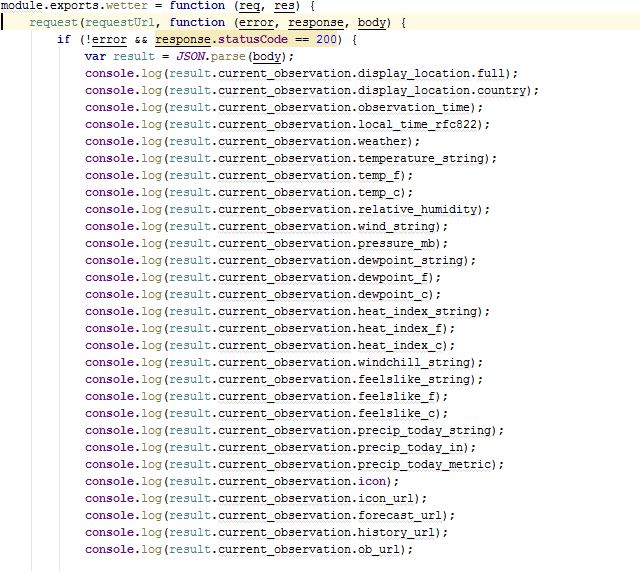 module.exports.wetter = function (req, res) {
request(requestUrl, function (error, response, body) {
if (!error && response.statusCode == 200) {
var result = JSON.parse(body);
console.log(result.current_observation.display_location.full);
console.log(result.current_observation.display_location.country);
console.log(result.current_observation.observation_time);
console.log(result.current_observation.local_time_rfc822);
console.log(result.current_observation.weather);
console.log(result.current_observation.temperature_string);
console.log(result.current_observation.temp_f);
console.log(result.current_observation.temp_c);
console.log(result.current_observation.relative_humidity);
console.log(result.current_observation.wind_string);
console.log(result.current_observation.pressure_mb);
console.log(result.current_observation.dewpoint_string);
console.log(result.current_observation.dewpoint_f);
console.log(result.current_observation.dewpoint_c);
console.log(result.current_observation.heat_index_string);
console.log(result.current_observation.heat_index_f);
console.log(result.current_observation.heat_index_c);
console.log(result.current_observation.windchill_string);
console.log(result.current_observation.feelslike_string);
console.log(result.current_observation.feelslike_f);
console.log(result.current_observation.feelslike_c);
console.log(result.current_observation.precip_today_string);
console.log(result.current_observation.precip_today_in);
console.log(result.current_observation.precip_today_metric);
console.log(result.current_observation.icon);
console.log(result.current_observation.icon_url);
console.log(result.current_observation.forecast_url);
console.log(result.current_observation.history_url);
console.log(result.current_observation.ob_url);